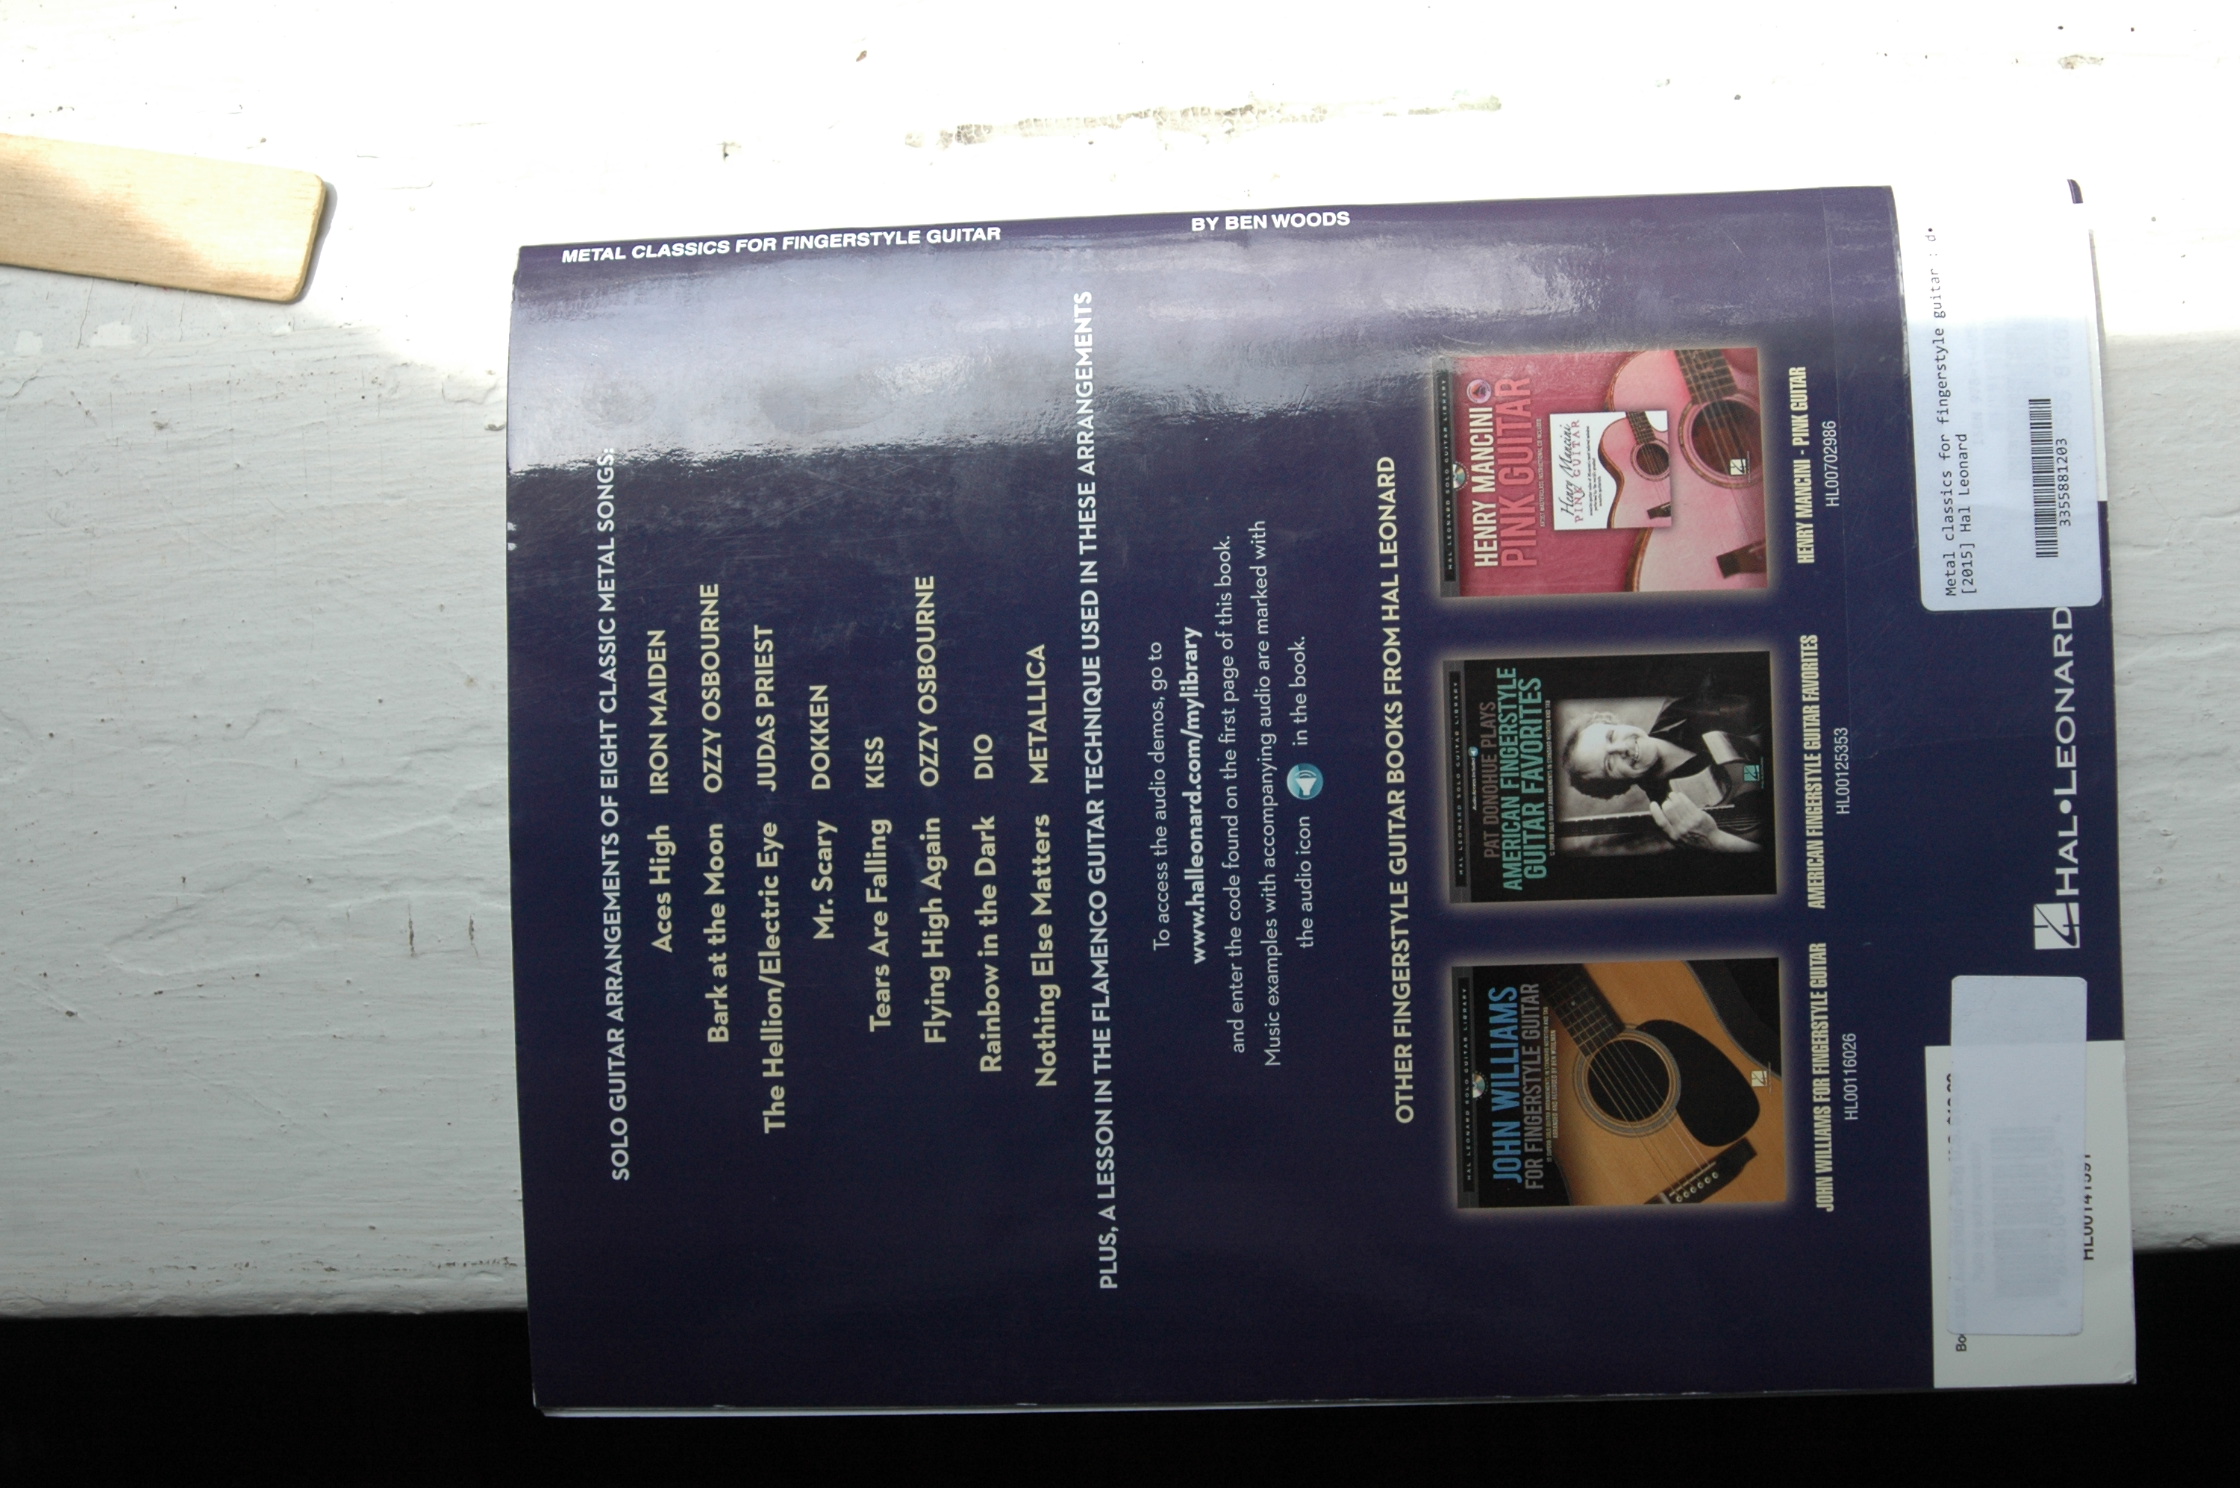 SOLO GUITAR ARRANGEMENTS OF EIGHT CLASSIC METAL SONGS:
Aces High IRON MAIDEN
Bark at the Moon OZZY OSBOURNE
The Hellion/Electric Eye JUDAS PRIEST
Mr. Scary DOKKEN
Tears Are Falling KISS
Flying High Again OZZY OSBOURNE
Rainbow in the Dark DIO
Nothing Else Matters METALLICA
PLUS, A LESSON IN THE FLAMENCO GUITAR TECHNIQUE USED IN THESE ARRANGEMENTS
To access the audio demos, go to
www.halleonard.com/mylibrary
and enter the code found on the first page of this book.
Music examples with accompanying audio are marked with
the audio icon in the book.
OTHER FINGERSTYLE GUITAR BOOKS FROM HAL LEONARD
HAL LEONARD SOLO GUITAR LIBRARY
JOHN WILLIAMS
FOR FINGERSTYLE GUITAR
HAL LEONARD SOLO GUITAR LIBRARY
Audio Access Included
PAT DONOHUE PLAYS
AMERICAN FINGERSTYLE
GUITAR FAVORITES
HAL LEONARD SOLO GUITAR LIBRARY
HENRY MANCINI
PINK GUITAR
Henry Mancini
PINK GUITAR
JOHN WILLIAMS FOR FINGERSTYLE GUITAR
HL00116026
AMERICAN FINGERSTYLE GUITAR FAVORITES
HL00125353
HENRY MANCINI - PINK GUITAR
HL00702986
HL00141591
HAL•LEONARD
Metal classics for fingerstyle guitar : d•
[2015] Hal Leonard
3355881203
METAL CLASSICS FOR FINGERSTYLE GUITAR
BY BEN WOODS